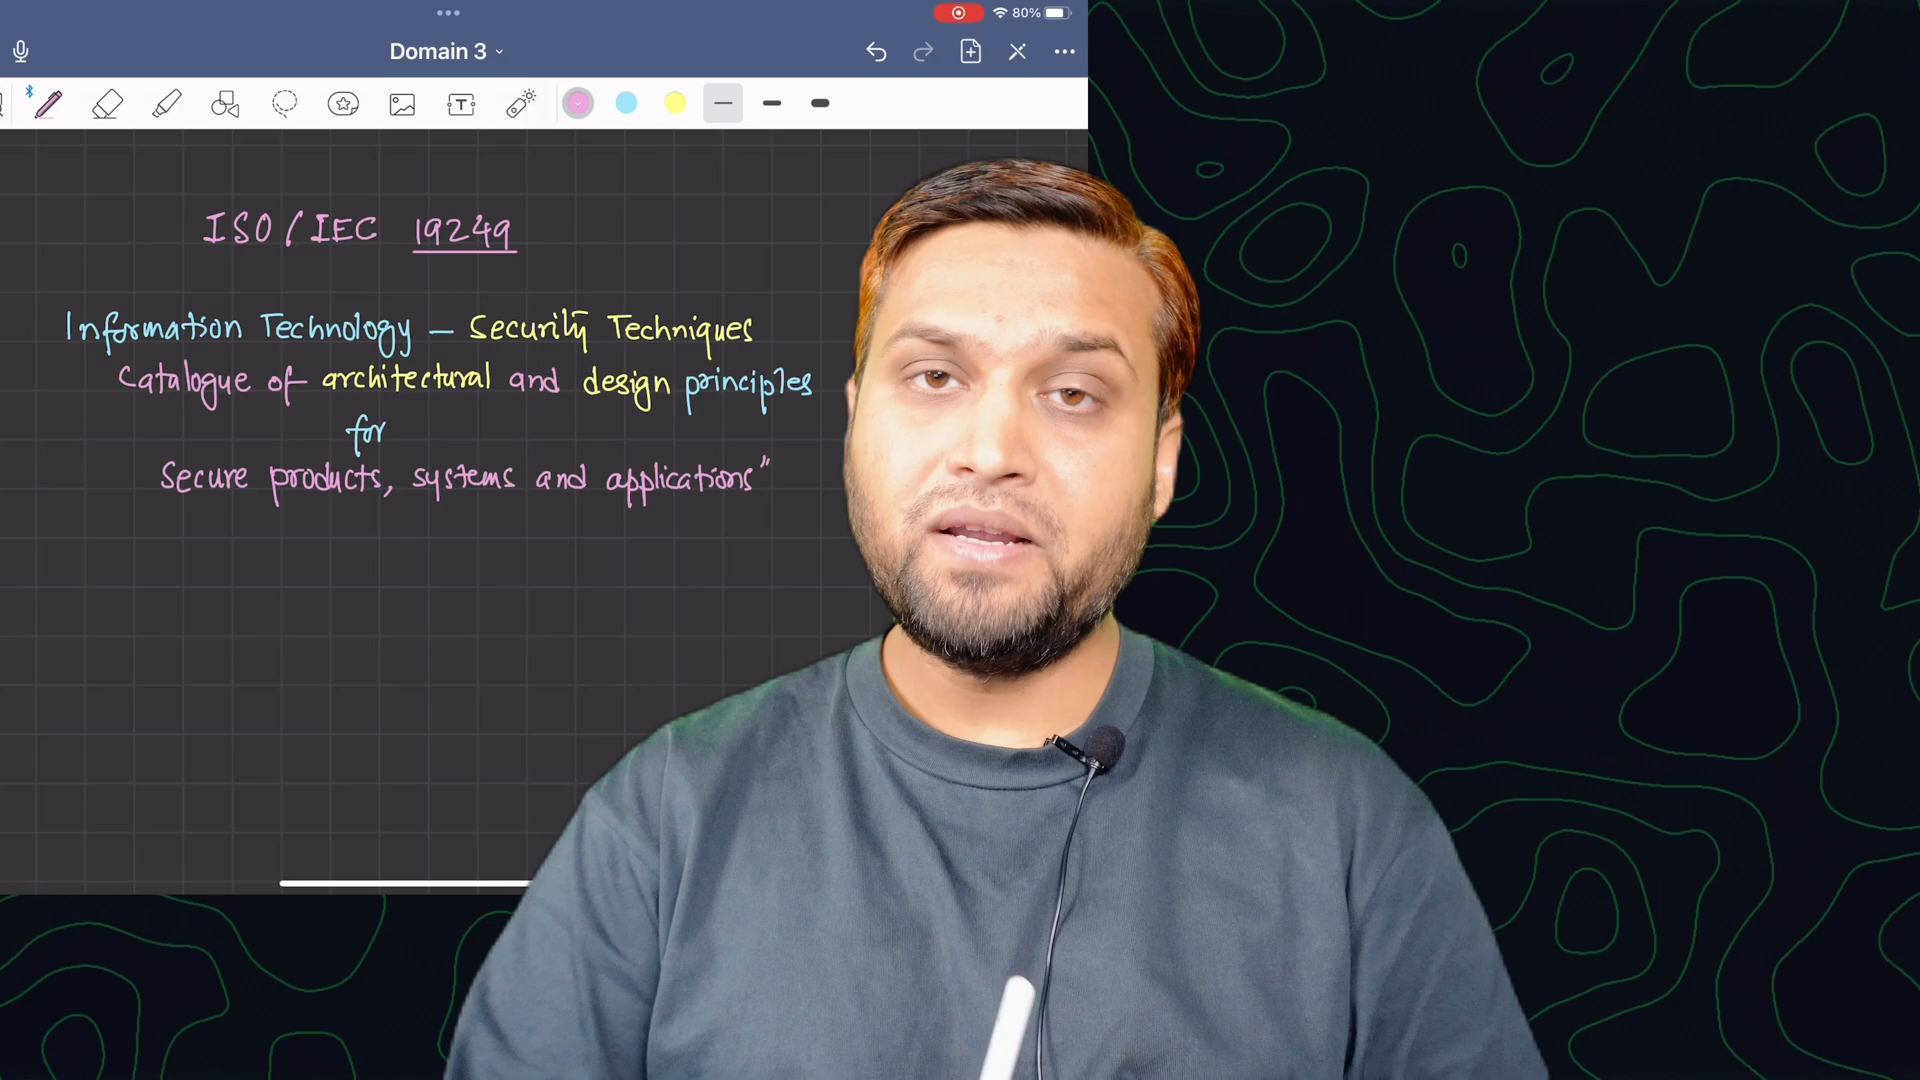 80%
Domain 3
ISO/IEC 19249
Information Technology – Security Techniques
Catalogue of architectural and design principles
for
Secure products, systems and applications"